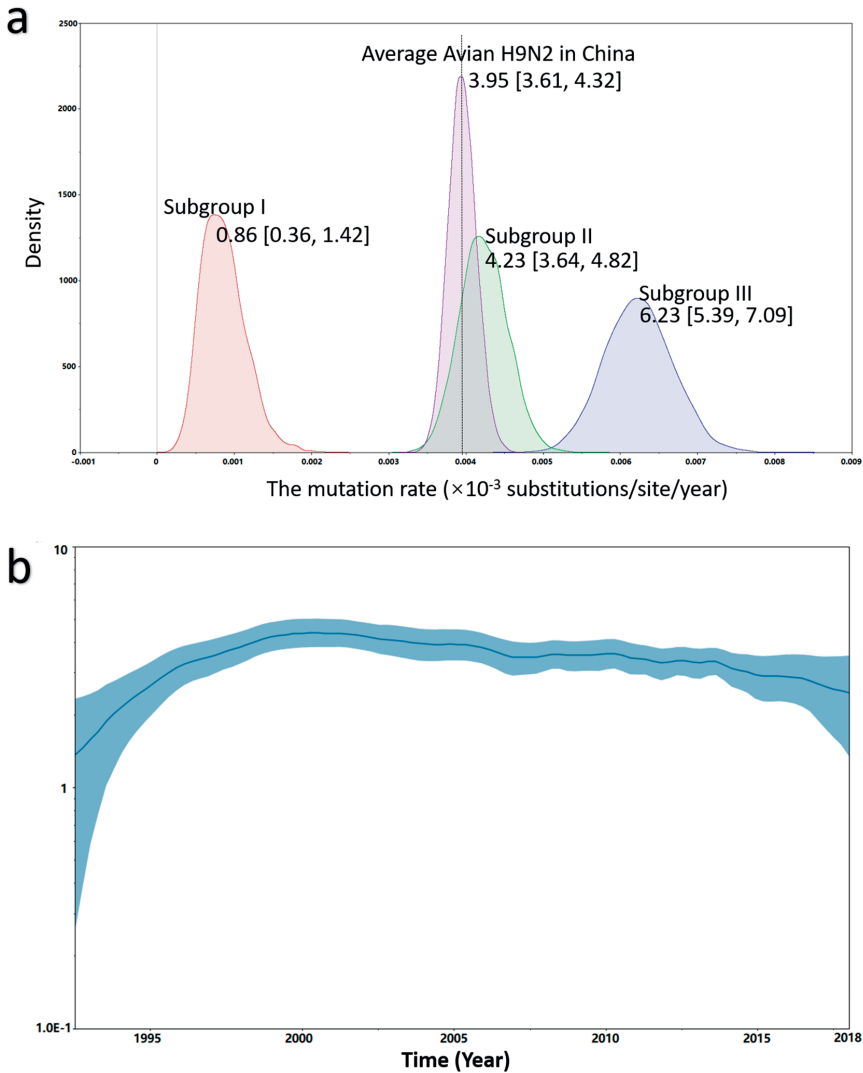 a
2500
Average Avian H9N2 in China
3.95 [3.61, 4.32]
2000
1500
Subgroup I
0.86 [0.36, 1.42]
Subgroup II
4.23 [3.64, 4.82]
Density
1000
Subgroup III
6.23 [5.39, 7.09]
500
0
-0.001 0 0.001 0.002 0.003 0.004 0.005 0.006 0.007 0.008 0.009
The mutation rate (×10-3 substitutions/site/year)
b
10
1
1.0E-1
1995 2000 2005 2010 2015 2018
Time (Year)